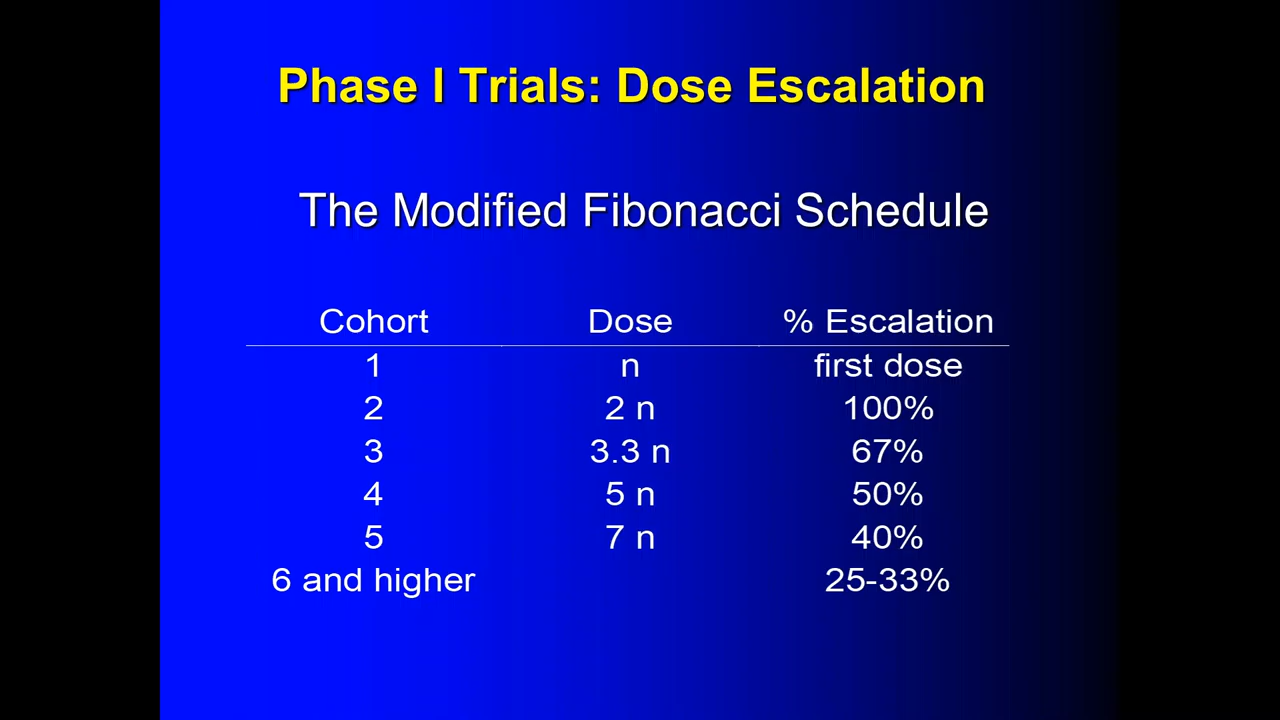 Phase I Trials: Dose Escalation
The Modified Fibonacci Schedule
Cohort Dose % Escalation
1 n first dose
2 2 n 100%
3 3.3 n 67%
4 5 n 50%
5 7 n 40%
6 and higher 25-33%